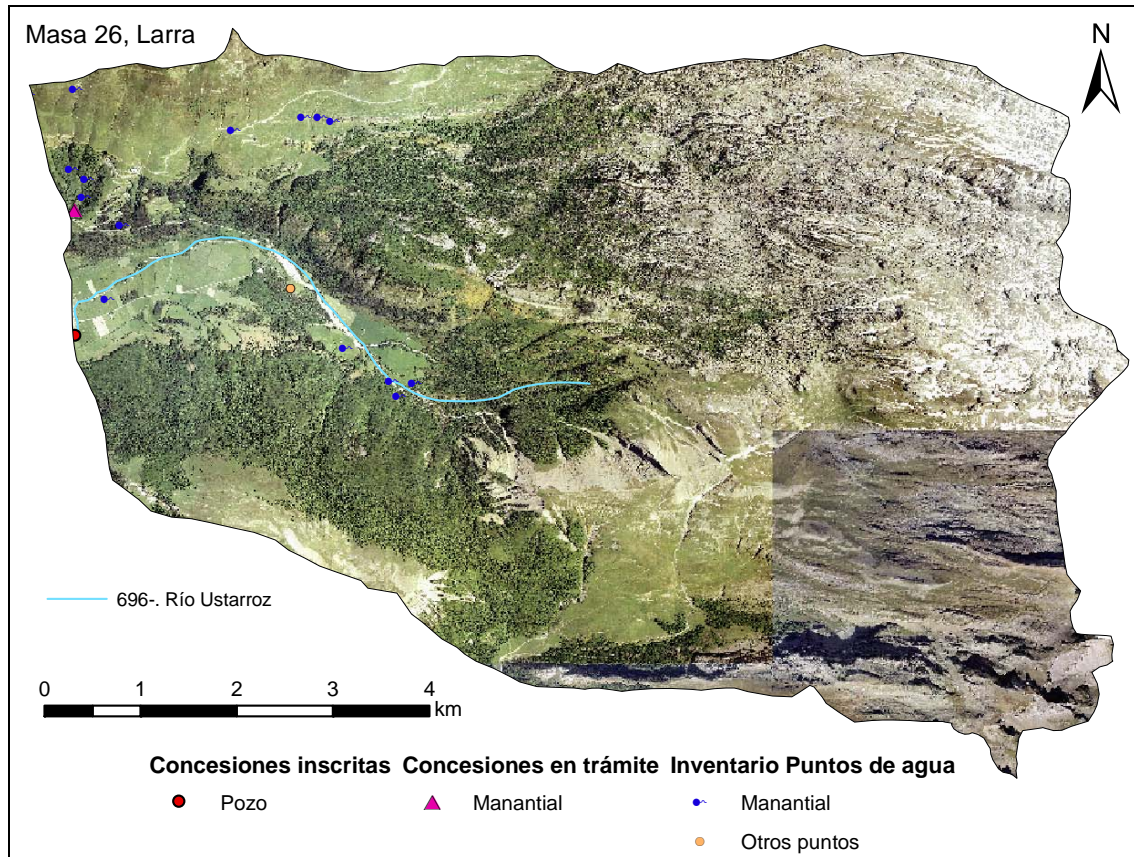 Masa 26, Larra
N
696-. Río Ustarroz
0 1 2 3 4
km
Concesiones inscritas Concesiones en trámite Inventario Puntos de agua
Pozo Manantial Manantial
Otros puntos